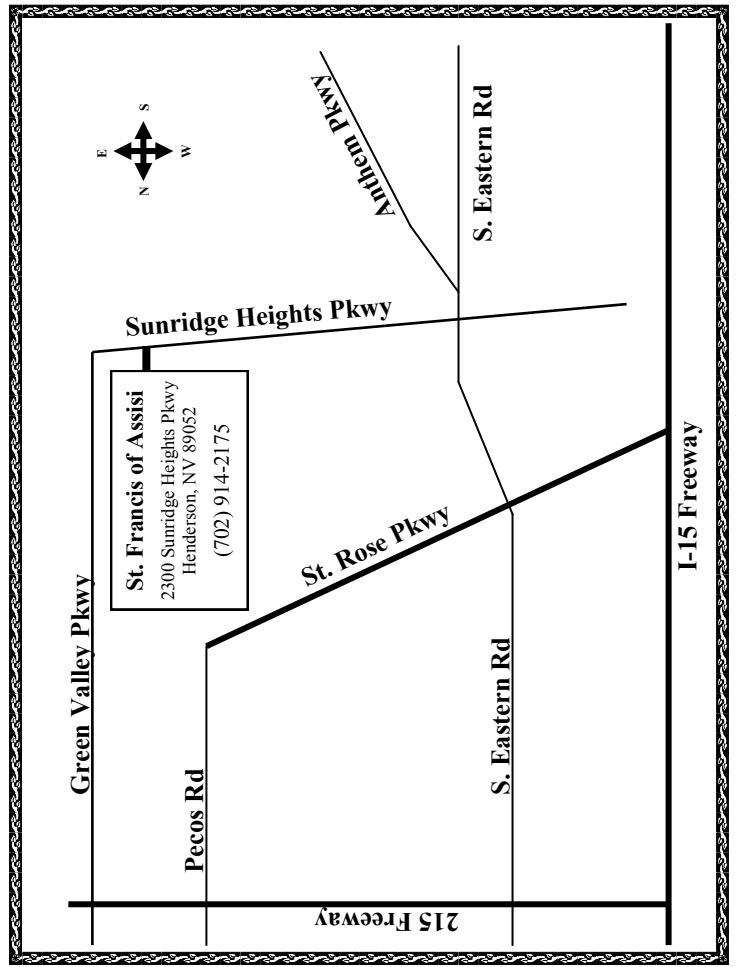 E
N
S
W
Anthem Pkwy
S. Eastern Rd
Sunridge Heights Pkwy
St. Francis of Assisi
2300 Sunridge Heights Pkwy
Henderson, NV 89052
(702) 914-2175
Green Valley Pkwy
St. Rose Pkwy
I-15 Freeway
Pecos Rd
S. Eastern Rd
215 Freeway